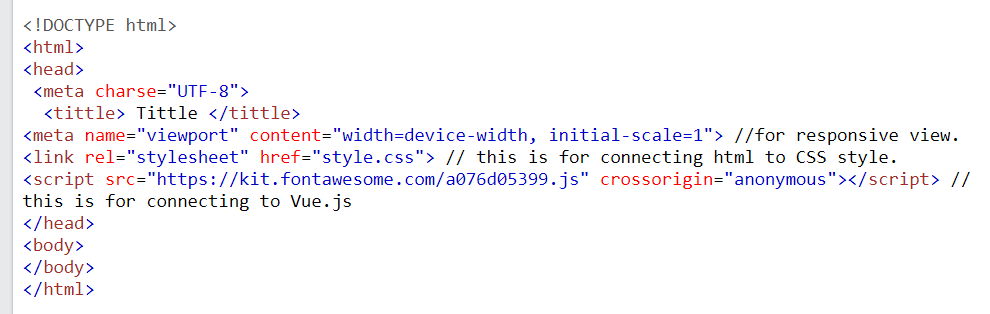 <!DOCTYPE html>
<html>
<head>
<meta charse="UTF-8">
<tittle> Tittle </tittle>
<meta name="viewport" content="width=device-width, initial-scale=1"> //for responsive view.
<link rel="stylesheet" href="style.css"> // this is for connecting html to CSS style.
<script src="https://kit.fontawesome.com/a076d05399.js" crossorigin="anonymous"></script> //
this is for connecting to Vue.js
</head>
<body>
</body>
</html>